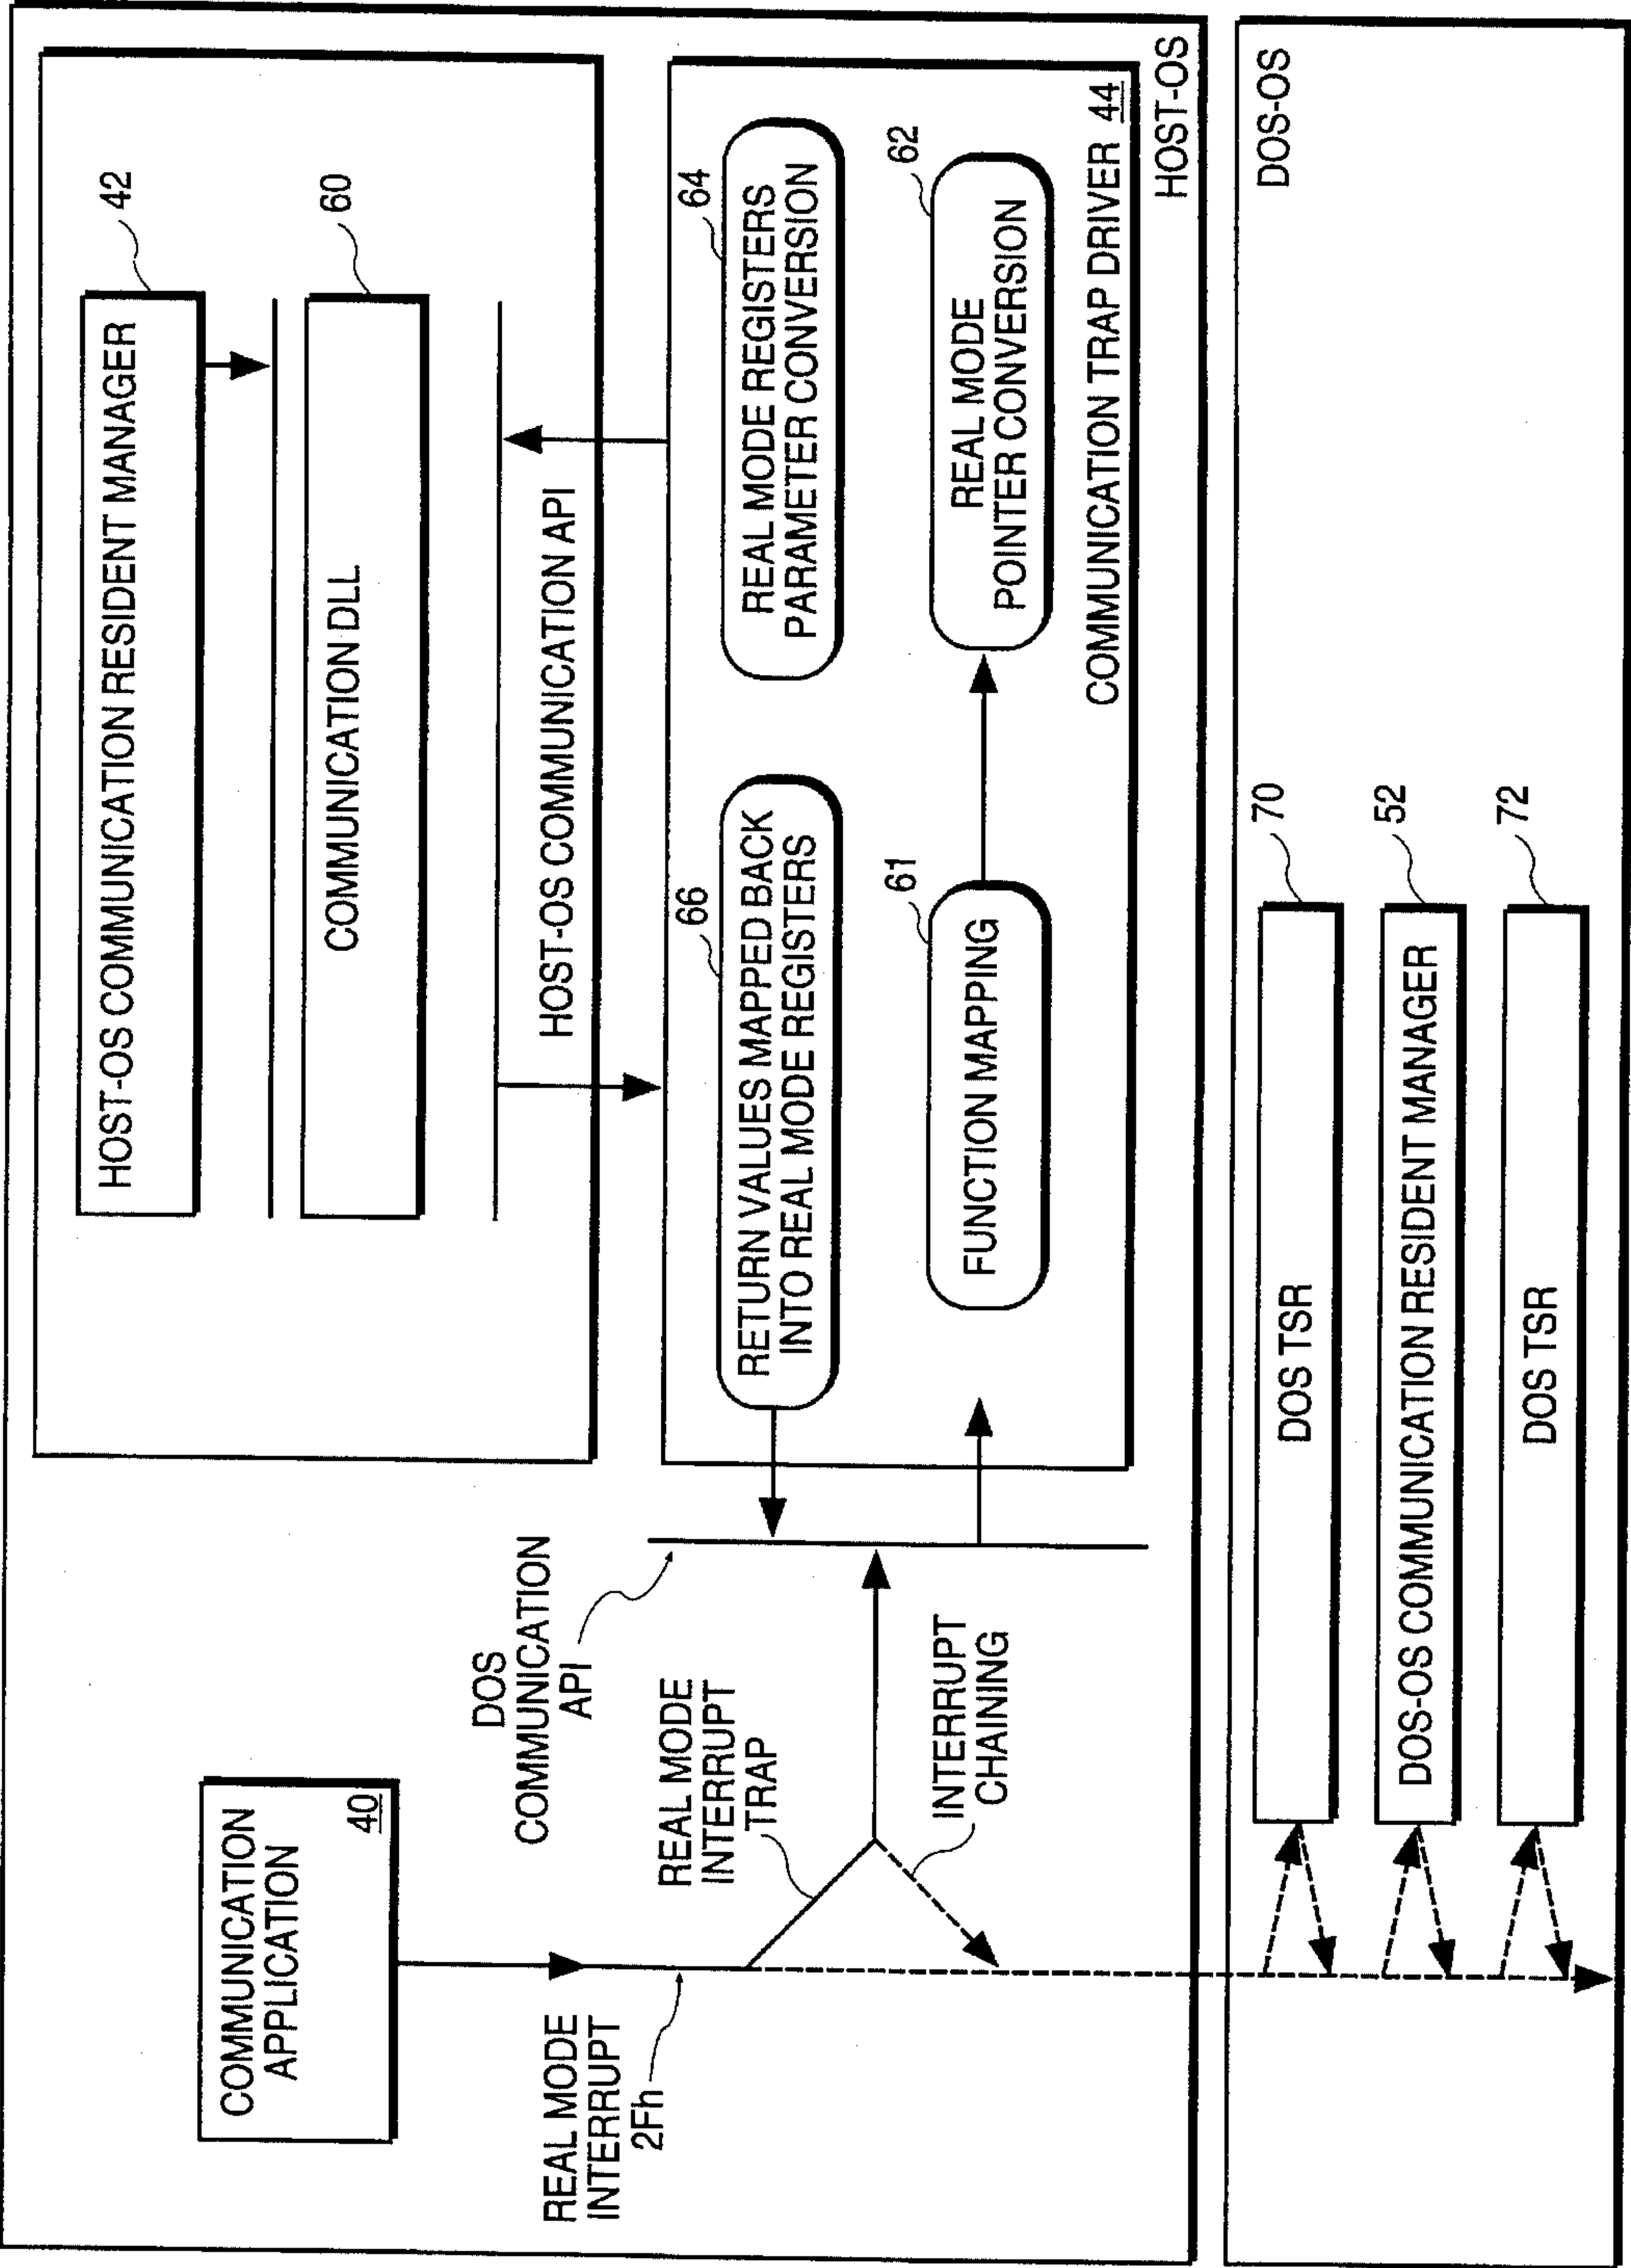 HOST-OS COMMUNICATION RESIDENT MANAGER
42
COMMUNICATION DLL
60
HOST-OS COMMUNICATION API
COMMUNICATION
APPLICATION
40
DOS
COMMUNICATION
API
REAL MODE
INTERRUPT
2Fh
REAL MODE
INTERRUPT
TRAP
INTERRUPT
CHAINING
66
RETURN VALUES MAPPED BACK
INTO REAL MODE REGISTERS
64
REAL MODE REGISTERS
PARAMETER CONVERSION
61
FUNCTION MAPPING
62
REAL MODE
POINTER CONVERSION
COMMUNICATION TRAP DRIVER 44
HOST-OS
DOS-OS
70
DOS TSR
52
DOS-OS COMMUNICATION RESIDENT MANAGER
72
DOS TSR